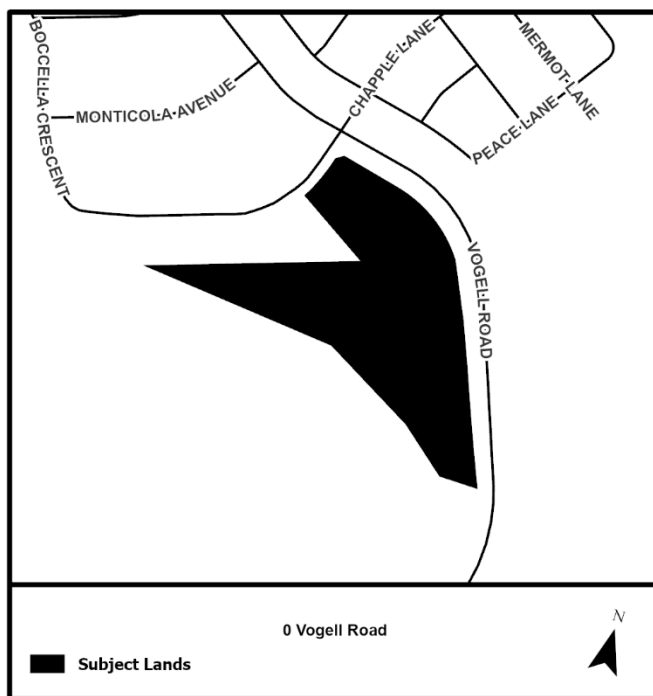 BOCCELLA CRESCENT
MONTICOLA AVENUE
CHAPPLE LANE
MERMOT LANE
PEACE LANE
VOGELL ROAD
0 Vogell Road
N
Subject Lands